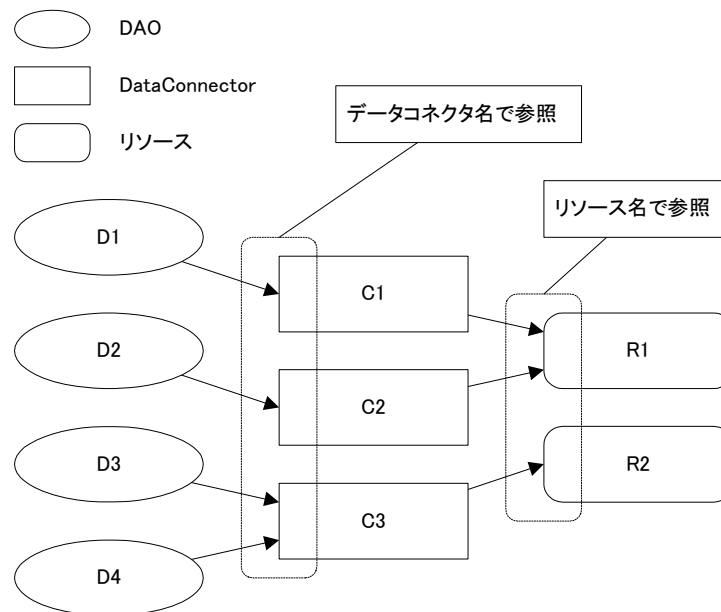 DAO
DataConnector
リソース
データコネクタ名で参照
リソース名で参照
D1
C1
D2
R1
C2
D3
R2
C3
D4